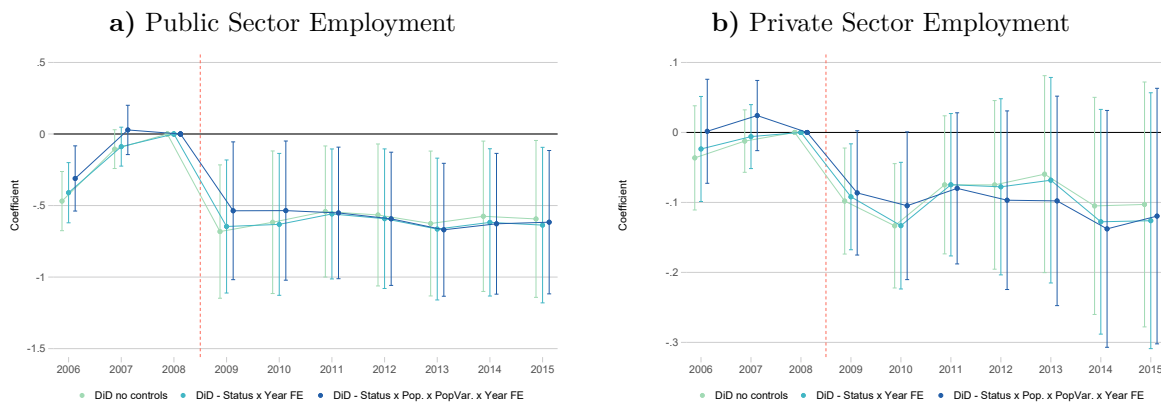 a) Public Sector Employment
.5
0
-.5
-1
-1.5
Coefficient
2006 2007 2008 2009 2010 2011 2012 2013 2014 2015
DiD no controls DiD - Status x Year FE DiD - Status x Pop. x PopVar. x Year FE
b) Private Sector Employment
.1
0
-.1
-.2
-.3
Coefficient
2006 2007 2008 2009 2010 2011 2012 2013 2014 2015
DiD no controls DiD - Status x Year FE DiD - Status x Pop. x PopVar. x Year FE